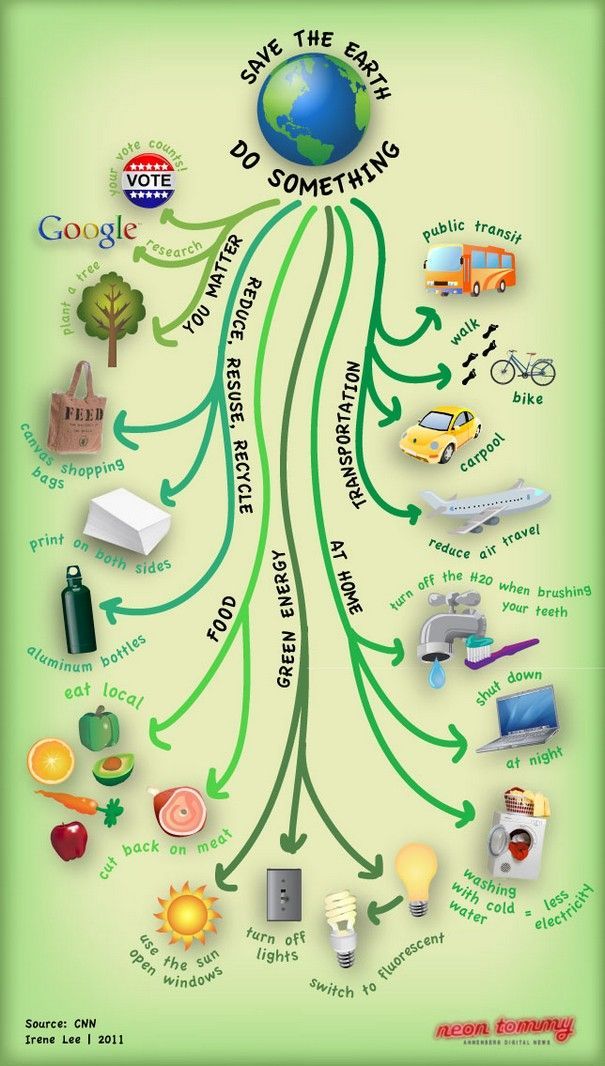 SAVE THE EARTH
DO SOMETHING
YOU MATTER
your vote counts!
VOTE
Google
research
plant a tree
REDUCE, RESUSE, RECYCLE
canvas shopping
bags
FEED
print on both sides
aluminum bottles
FOOD
eat local
cut back on meat
GREEN ENERGY
use the sun
open windows
turn off
lights
switch to fluorescent
AT HOME
turn off the H2O when brushing
your teeth
shut down
at night
washing
with cold = less
water electricity
TRANSPORTATION
public transit
walk
bike
carpool
reduce air travel
Source: CNN
Irene Lee | 2011
neon tommy
ANNENBERG DIGITAL NEWS